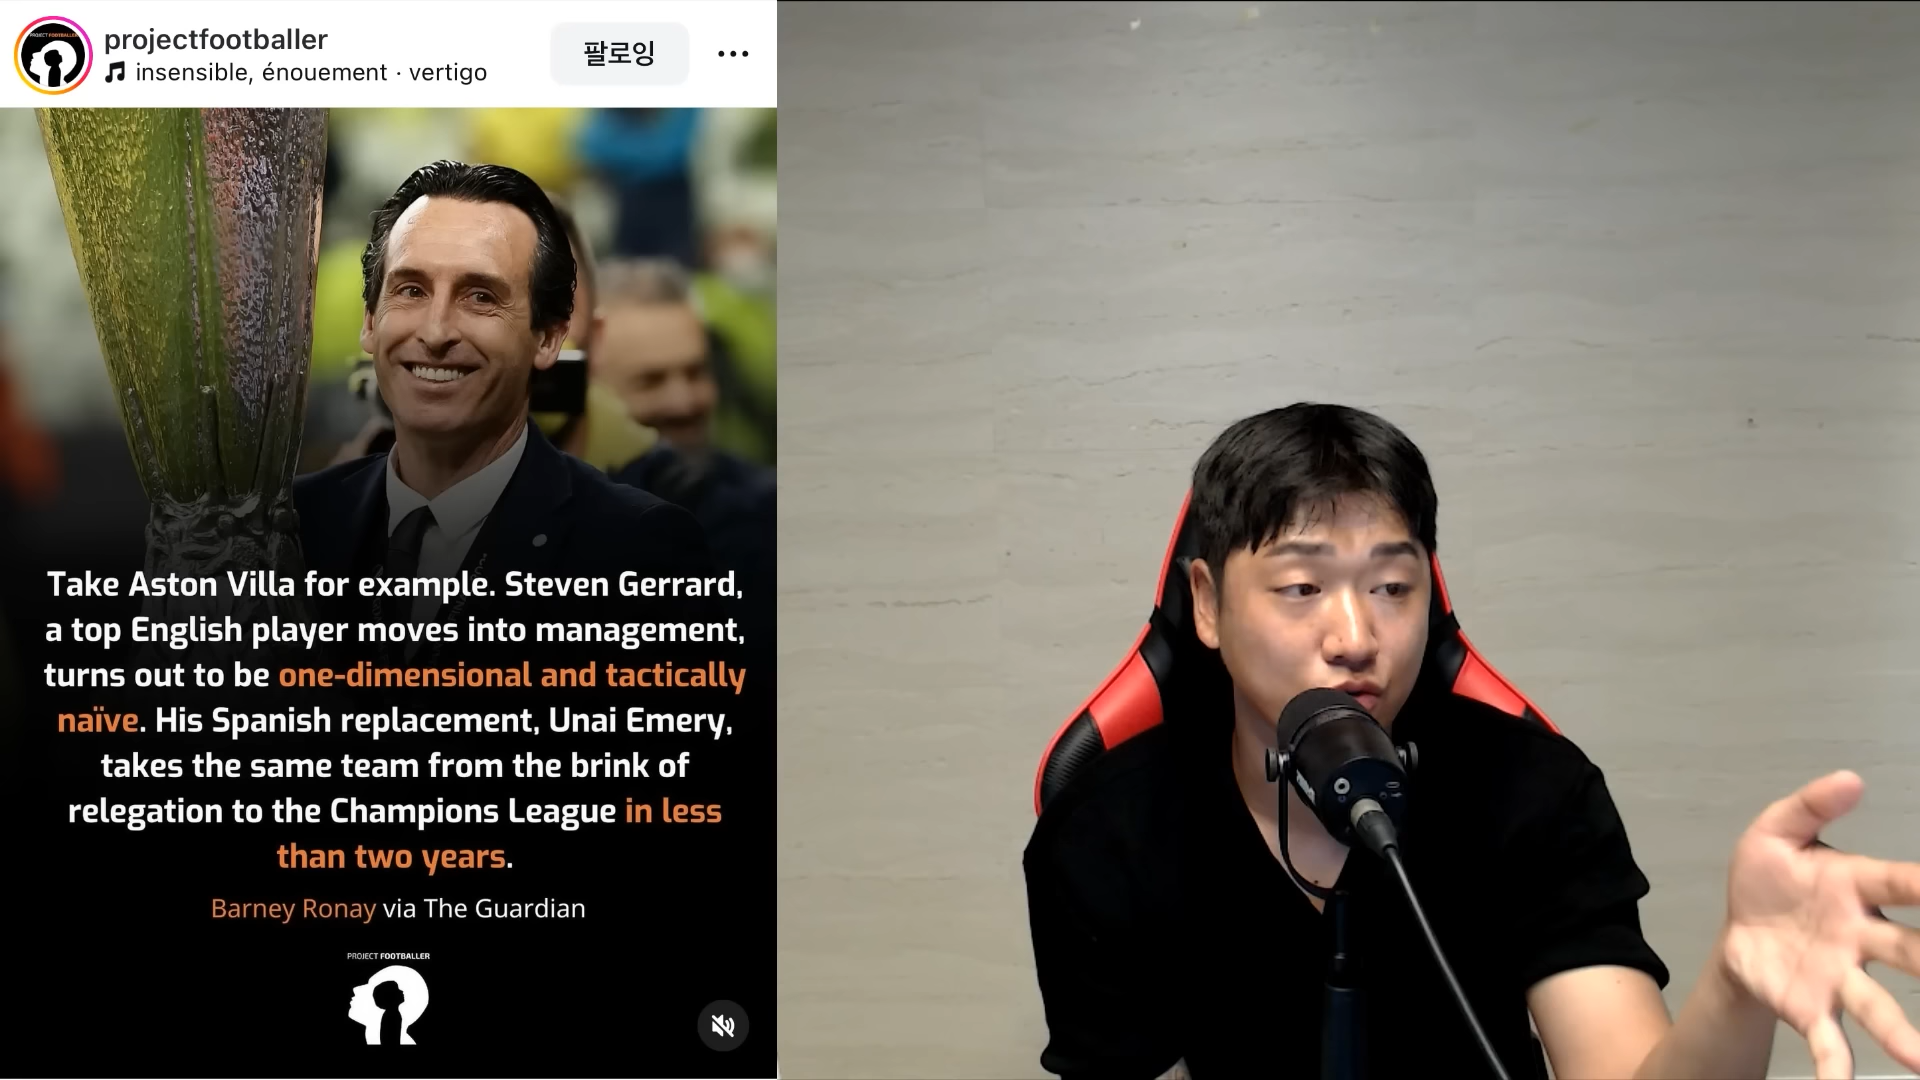 projectfootballer
insensible, énouement · vertigo
팔로잉
Take Aston Villa for example. Steven Gerrard,
a top English player moves into management,
turns out to be one-dimensional and tactically
naïve. His Spanish replacement, Unai Emery,
takes the same team from the brink of
relegation to the Champions League in less
than two years.
Barney Ronay via The Guardian
PROJECT FOOTBALLER